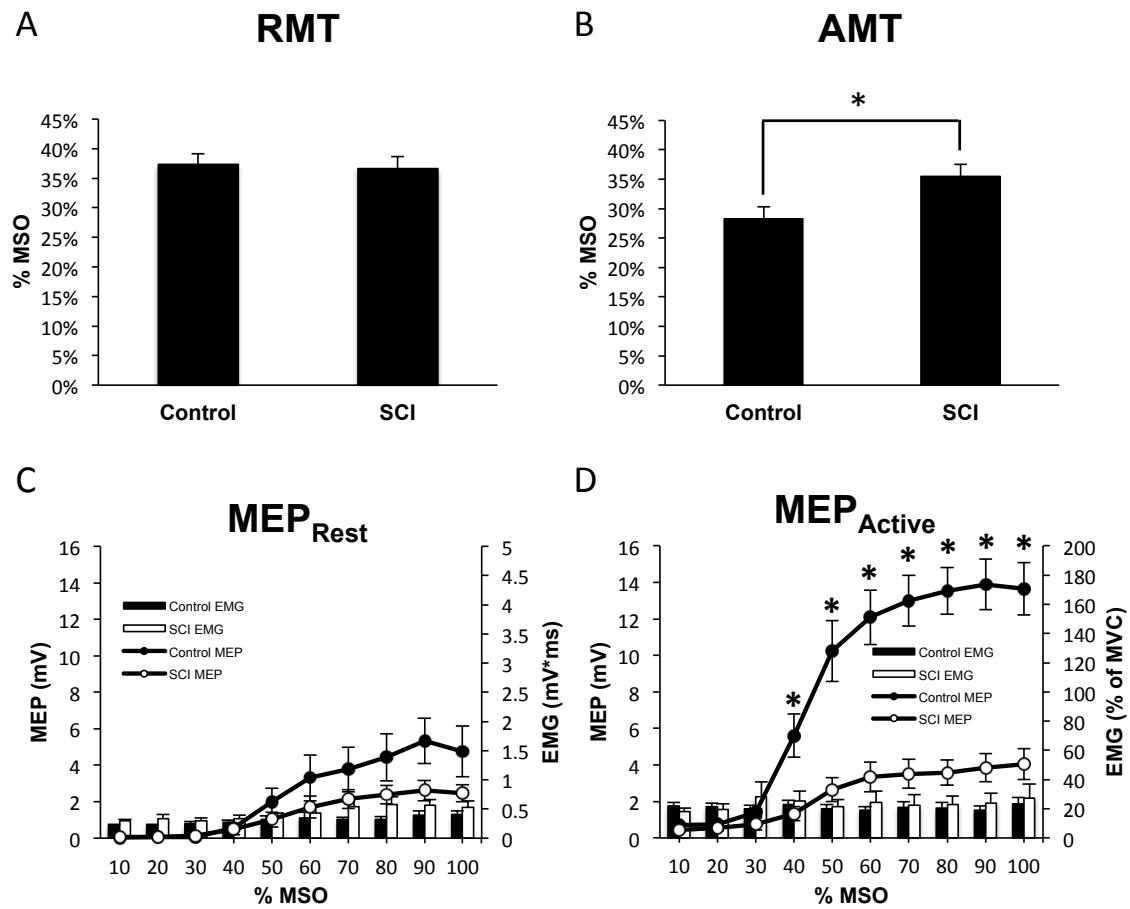 A
RMT
45%
40%
35%
30%
25%
20%
15%
10%
5%
0%
% MSO
Control SCI
B
AMT
*
45%
40%
35%
30%
25%
20%
15%
10%
5%
0%
% MSO
Control SCI
C
MEP Rest
16
14
12
10
8
6
4
2
0
MEP (mV)
Control EMG
SCI EMG
Control MEP
SCI MEP
5
4.5
4
3.5
3
2.5
2
1.5
1
0.5
0
EMG (mV*ms)
10 20 30 40 50 60 70 80 90 100
% MSO
D
MEP Active
16
14
12
10
8
6
4
2
0
MEP (mV)
* * * * * * *
Control EMG
SCI EMG
Control MEP
SCI MEP
200
180
160
140
120
100
80
60
40
20
0
EMG (% of MVC)
10 20 30 40 50 60 70 80 90 100
% MSO